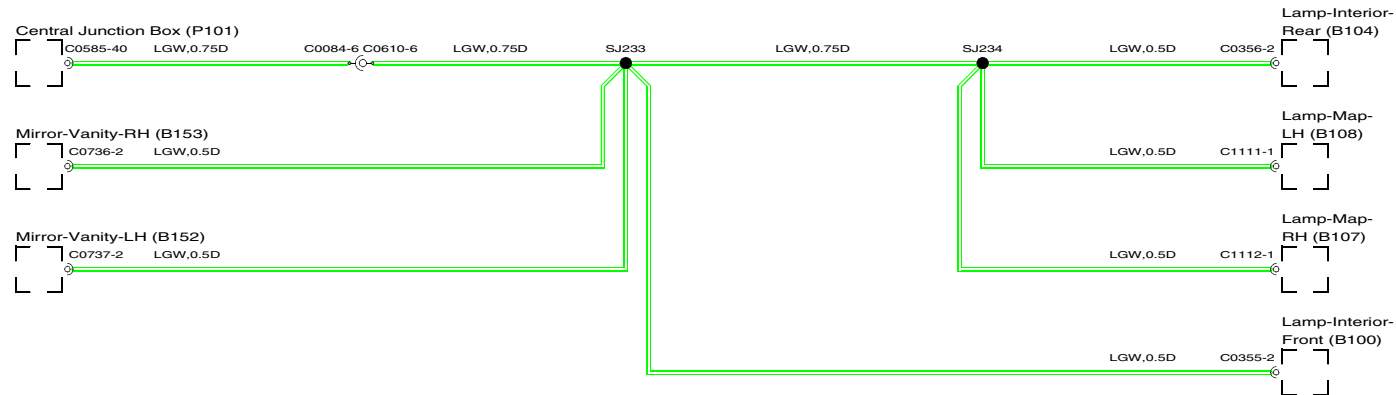 Lamp-Interior-
Central Junction Box (P101)
Rear (B104)
C0585-40 LGW,0.75D C0084-6 C0610-6 LGW,0.75D SJ233 LGW,0.75D SJ234 LGW,0.5D C0356-2
Lamp-Map-
Mirror-Vanity-RH (B153)
LH (B108)
C0736-2 LGW,0.5D LGW,0.5D C1111-1
Lamp-Map-
Mirror-Vanity-LH (B152)
RH (B107)
C0737-2 LGW,0.5D LGW,0.5D C1112-1
Lamp-Interior-
Front (B100)
LGW,0.5D C0355-2